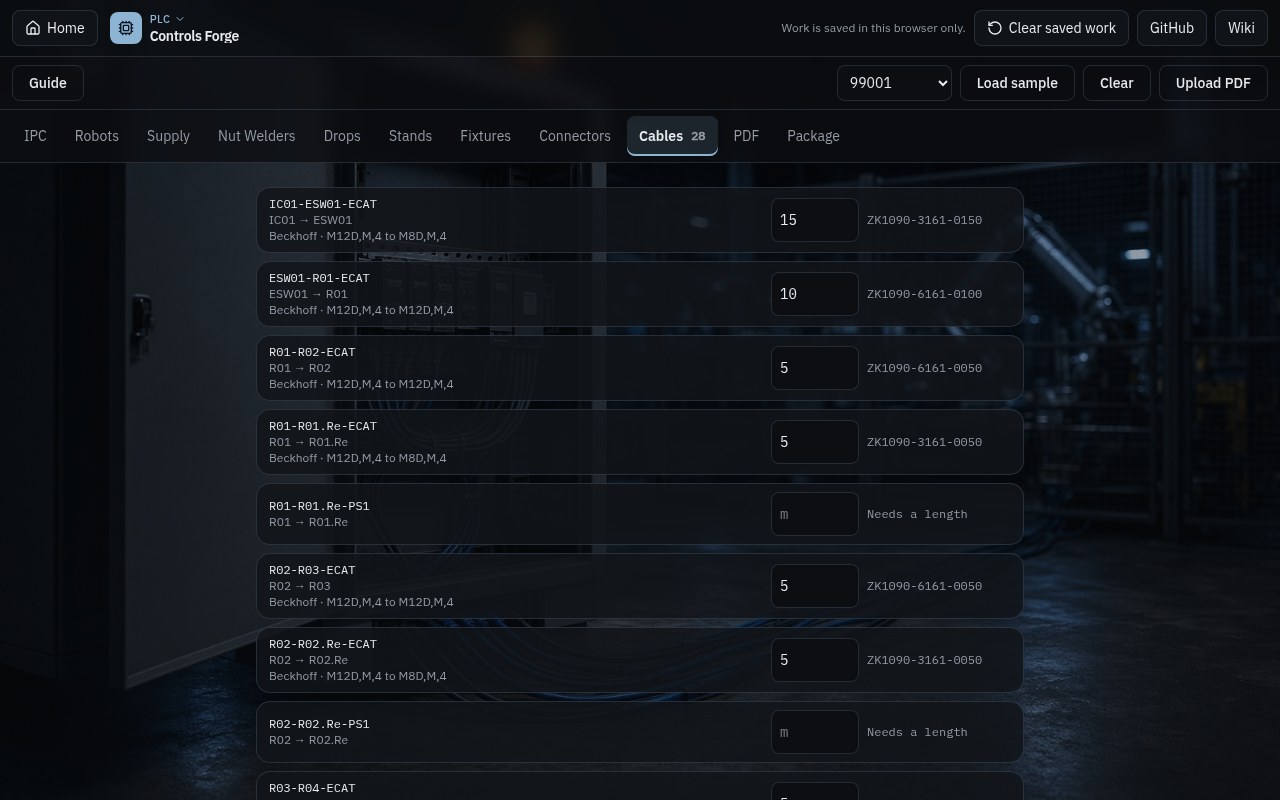 Home
PLC
Controls Forge
Work is saved in this browser only.
Clear saved work
GitHub
Wiki
Guide
99001
Load sample
Clear
Upload PDF
IPC
Robots
Supply
Nut Welders
Drops
Stands
Fixtures
Connectors
Cables 28
PDF
Package
IC01-ESW01-ECAT
IC01 → ESW01
Beckhoff · M12D,M,4 to M8D,M,4
15
ZK1090-3161-0150
ESW01-R01-ECAT
ESW01 → R01
Beckhoff · M12D,M,4 to M12D,M,4
10
ZK1090-6161-0100
R01-R02-ECAT
R01 → R02
Beckhoff · M12D,M,4 to M12D,M,4
5
ZK1090-6161-0050
R01-R01.Re-ECAT
R01 → R01.Re
Beckhoff · M12D,M,4 to M8D,M,4
5
ZK1090-3161-0050
R01-R01.Re-PS1
R01 → R01.Re
m
Needs a length
R02-R03-ECAT
R02 → R03
Beckhoff · M12D,M,4 to M12D,M,4
5
ZK1090-6161-0050
R02-R02.Re-ECAT
R02 → R02.Re
Beckhoff · M12D,M,4 to M8D,M,4
5
ZK1090-3161-0050
R02-R02.Re-PS1
R02 → R02.Re
m
Needs a length
R03-R04-ECAT